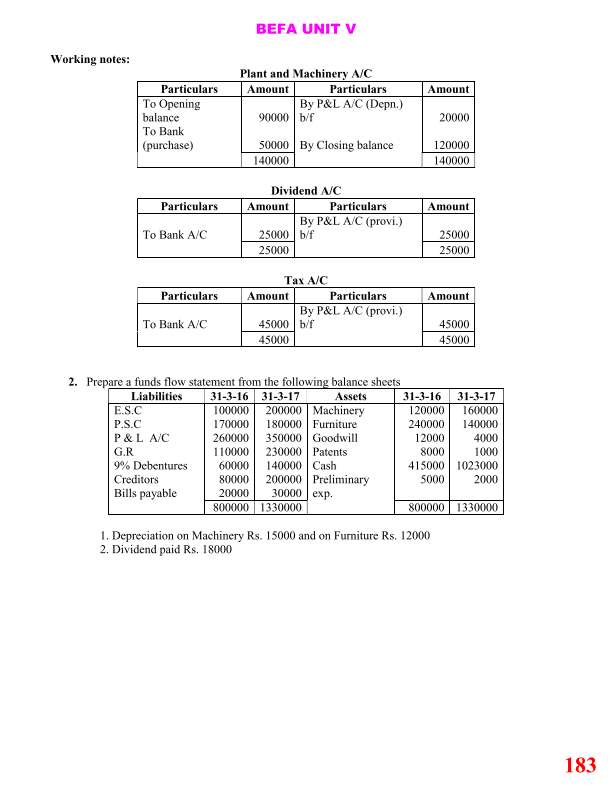 BEFA UNIT V
Working notes:
Plant and Machinery A/C
Particulars Amount Particulars Amount
To Opening By P&L A/C (Depn.)
balance 90000 b/f 20000
To Bank
(purchase) 50000 By Closing balance 120000
140000 140000
Dividend A/C
Particulars Amount Particulars Amount
By P&L A/C (provi.)
To Bank A/C 25000 b/f 25000
25000 25000
Tax A/C
Particulars Amount Particulars Amount
By P&L A/C (provi.)
To Bank A/C 45000 b/f 45000
45000 45000
2. Prepare a funds flow statement from the following balance sheets
Liabilities 31-3-16 31-3-17 Assets 31-3-16 31-3-17
E.S.C 100000 200000 Machinery 120000 160000
P.S.C 170000 180000 Furniture 240000 140000
P & L A/C 260000 350000 Goodwill 12000 4000
G.R 110000 230000 Patents 8000 1000
9% Debentures 60000 140000 Cash 415000 1023000
Creditors 80000 200000 Preliminary 5000 2000
Bills payable 20000 30000 exp.
800000 1330000 800000 1330000
1. Depreciation on Machinery Rs. 15000 and on Furniture Rs. 12000
2. Dividend paid Rs. 18000
183